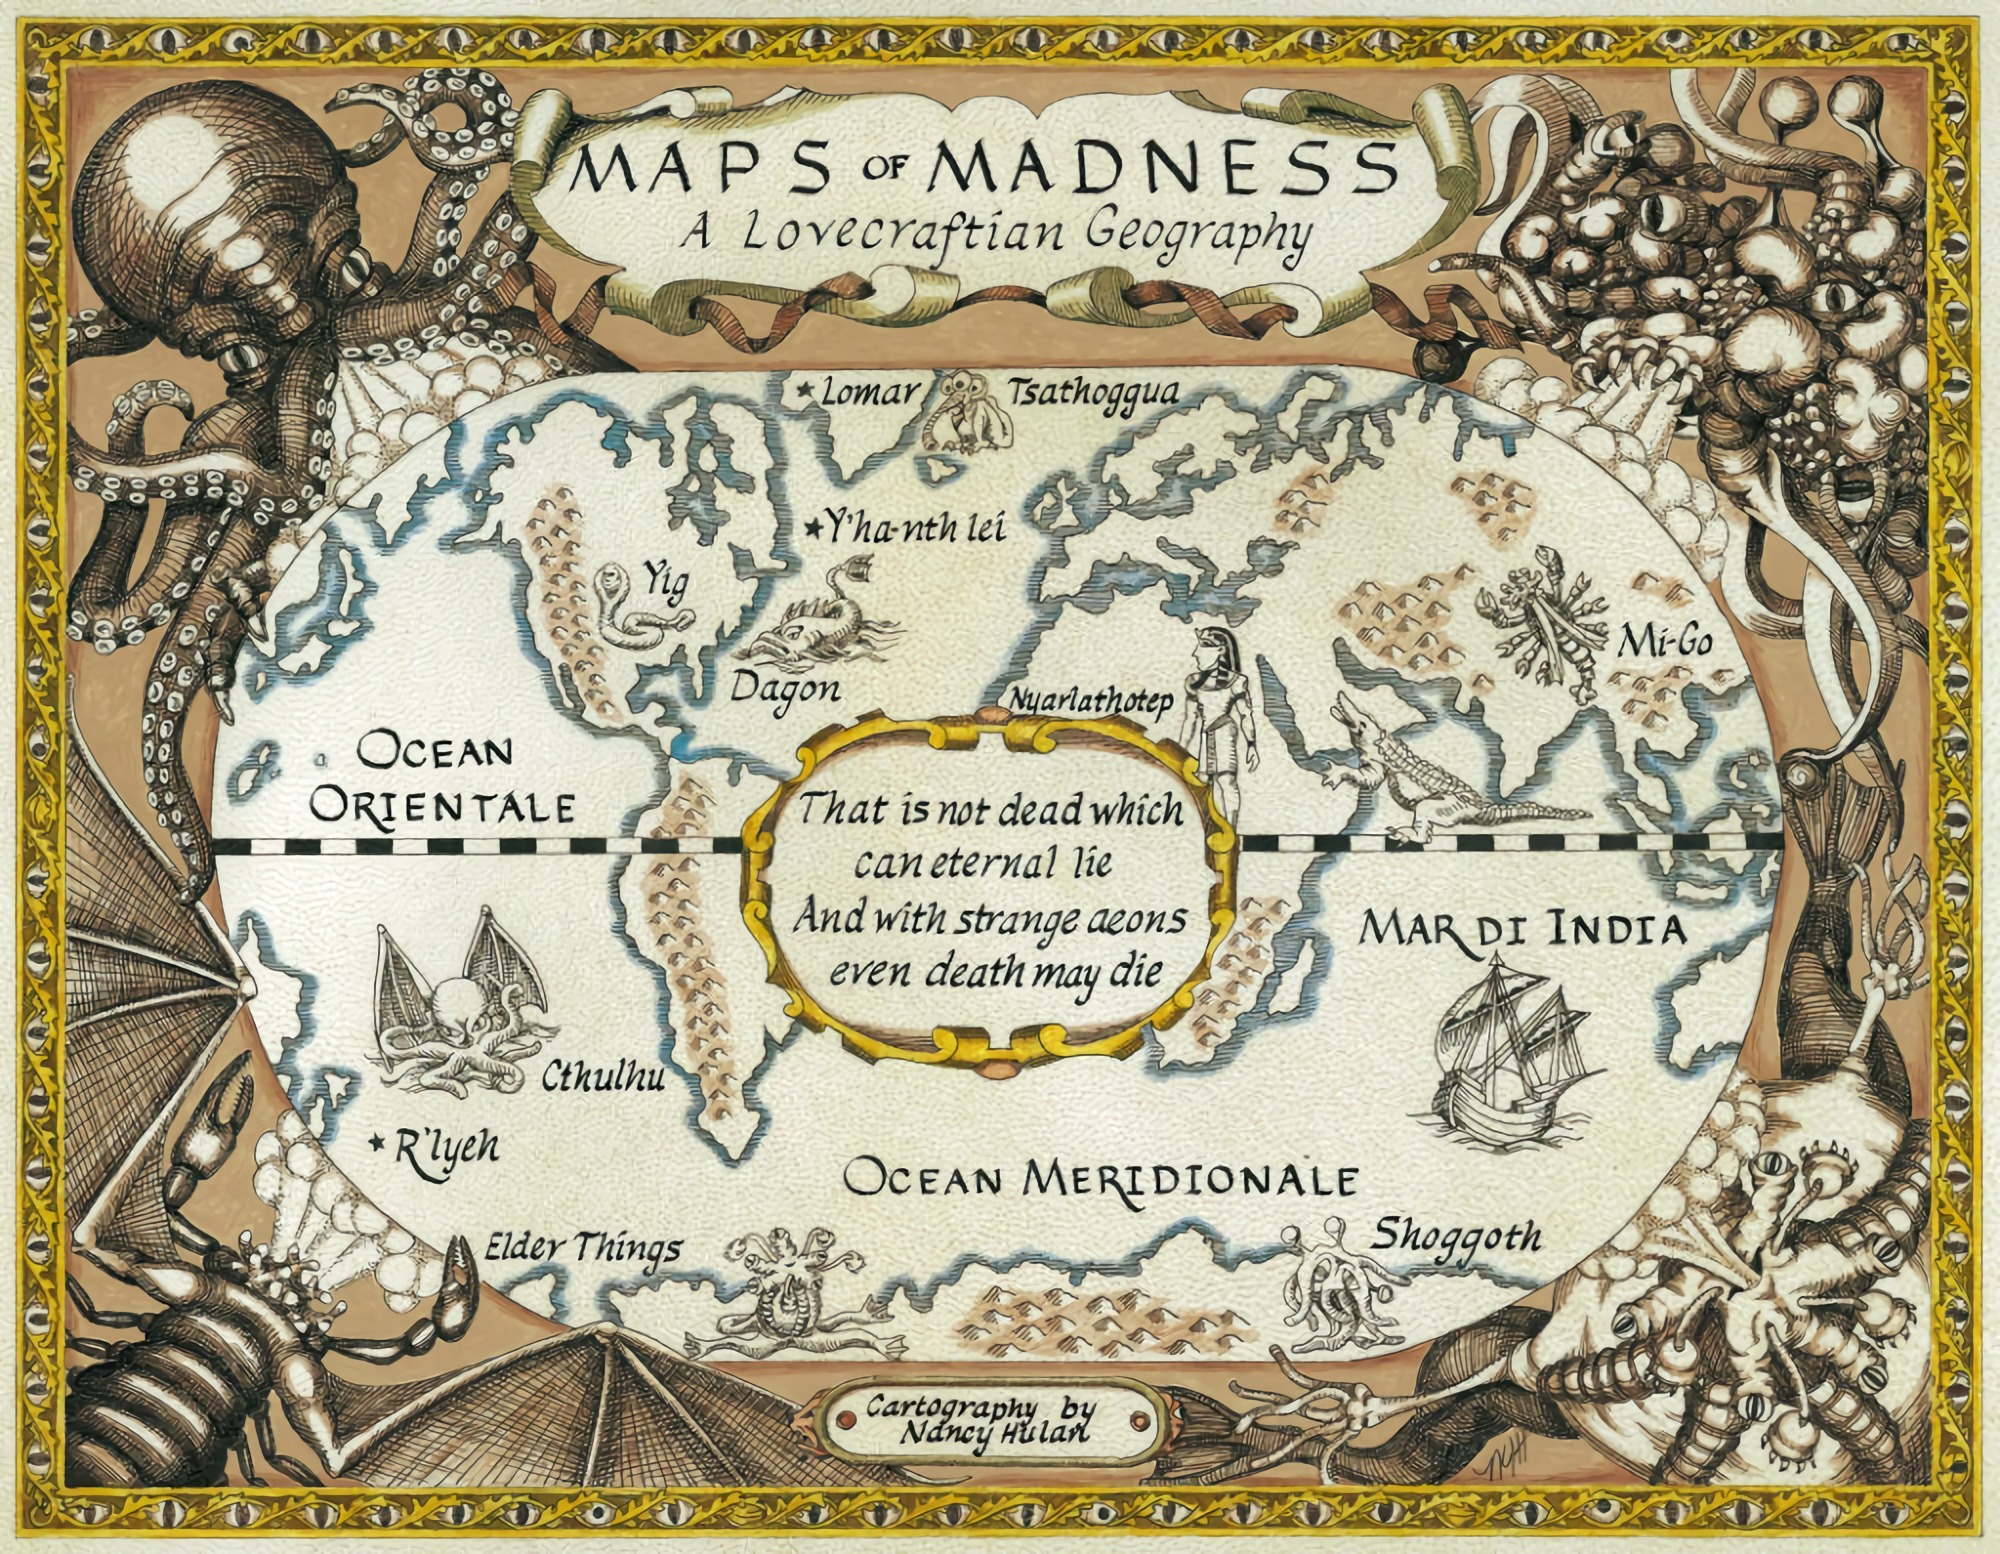 MAPS OF MADNESS
A Lovecraftian Geography
Lomar
Tsathoggua
Y'ha-nth lei
Yig
Mi-Go
Dagon
Nyarlathotep
OCEAN
ORIENTALE
That is not dead which
can eternal lie
And with strange aeons
even death may die
MAR DI INDIA
Cthulhu
R'lyeh
OCEAN MERIDIONALE
Elder Things
Shoggoth
Cartography by
Nancy Hulan